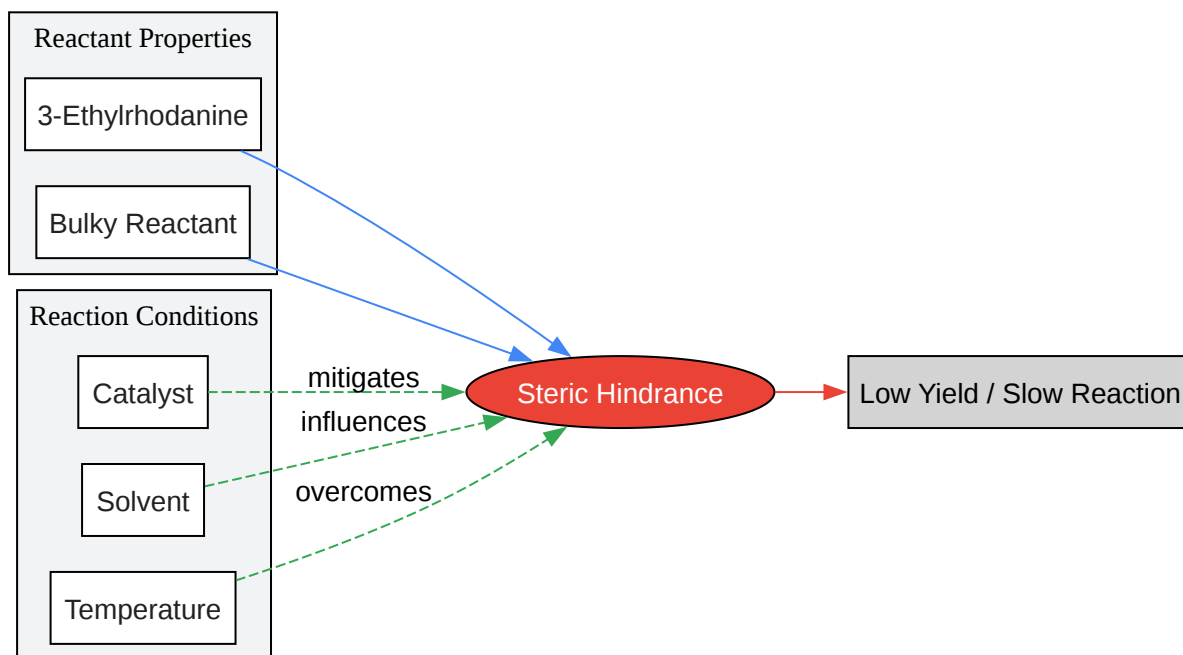 Reactant Properties
3-Ethylrhodanine
Bulky Reactant
Reaction Conditions
Catalyst
Solvent
Temperature
mitigates
influences
overcomes
Steric Hindrance
Low Yield / Slow Reaction